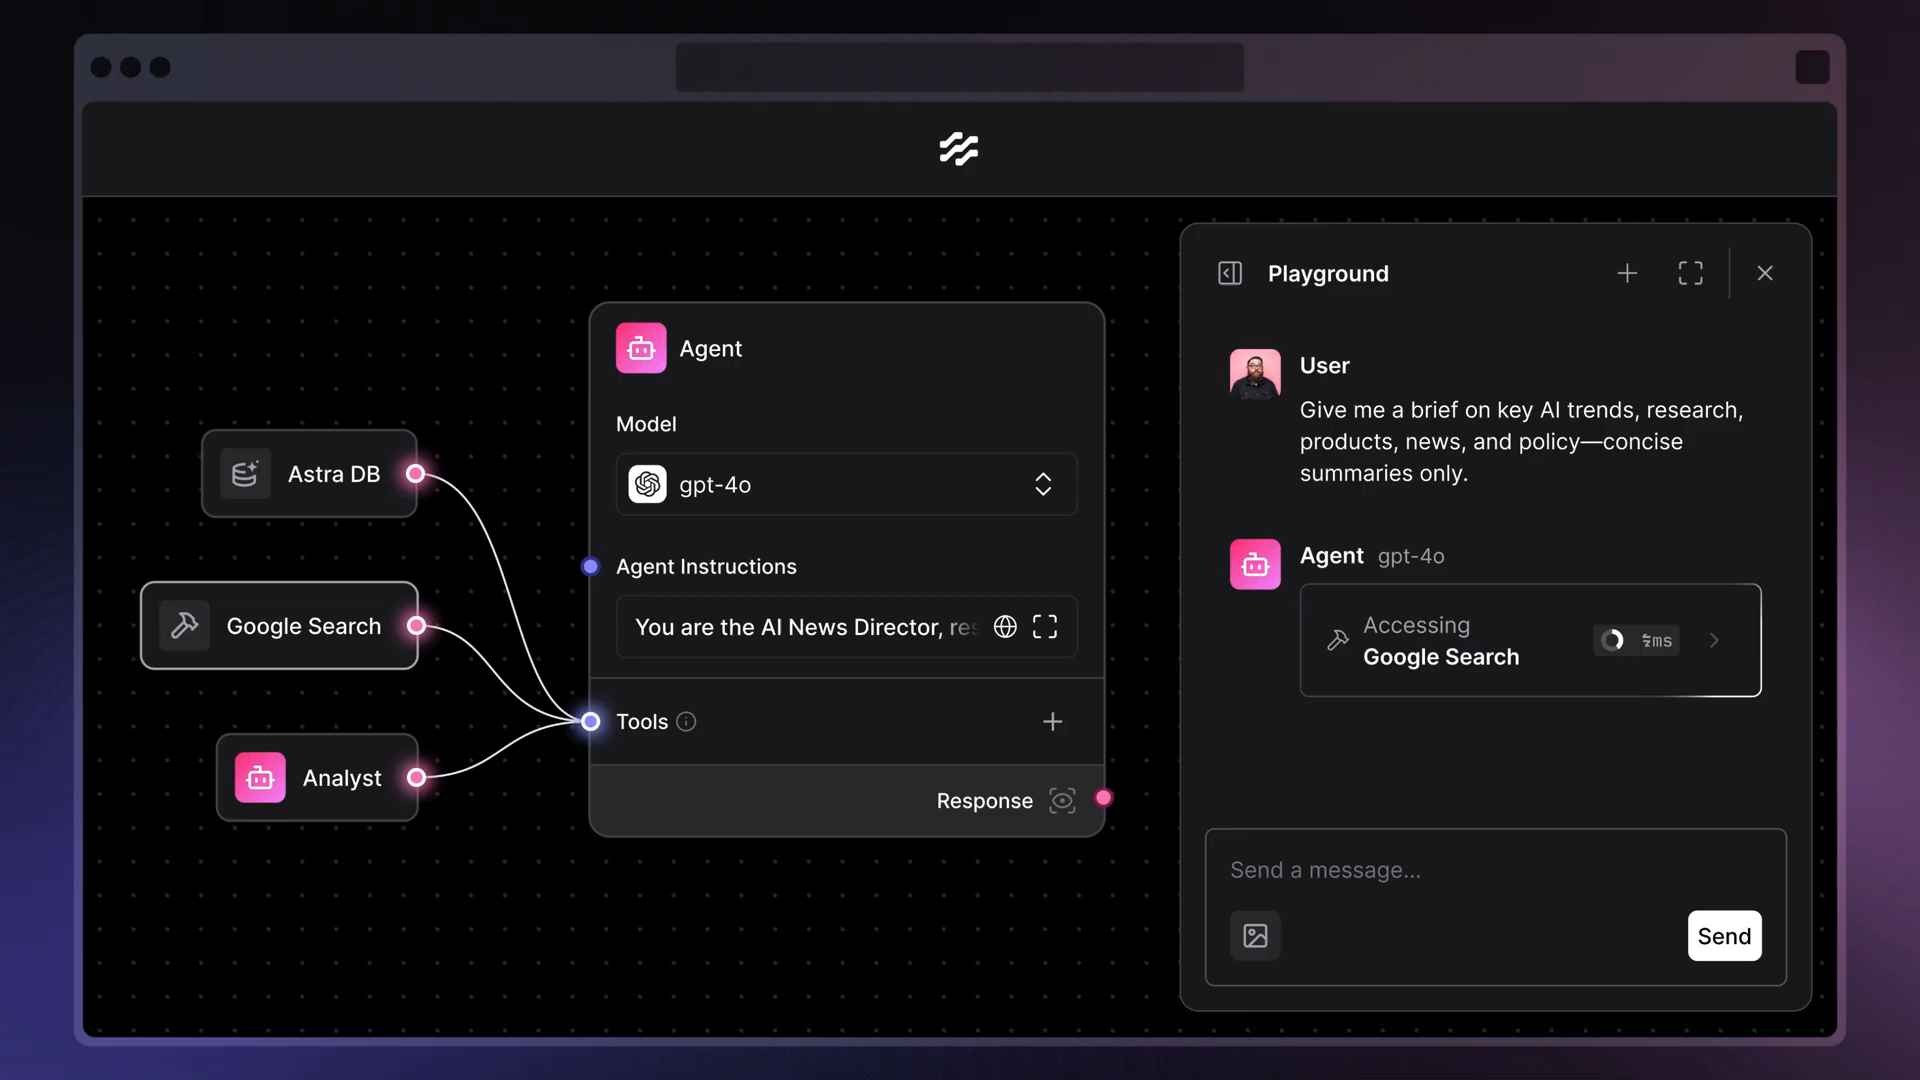 Astra DB
Google Search
Analyst
Agent
Model
gpt-4o
Agent Instructions
You are the AI News Director,
Tools
Response
Playground
User
Give me a brief on key AI trends, research,
products, news, and policy—concise
summaries only.
Agent gpt-4o
Accessing
Google Search
ms
Send a message...
Send